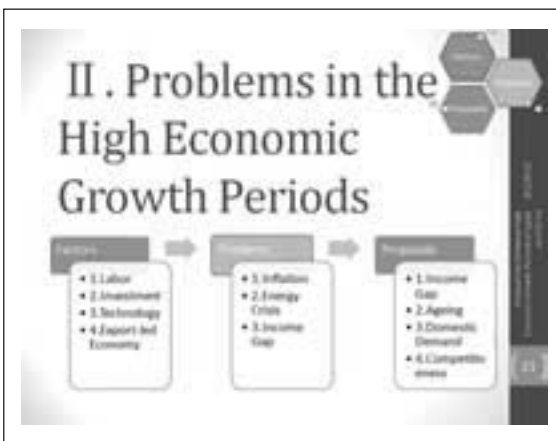 Ⅱ. Problems in the
High Economic
Growth Periods
Factors
• 1.Labor
• 2.Investment
• 3.Technology
• 4.Export-led
Economy
Problems
• 1.Inflation
• 2.Energy
Crisis
• 3.Income
Gap
Proposals
• 1.Income
Gap
• 2.Ageing
• 3.Domestic
Demand
• 4.Competitiv
eness